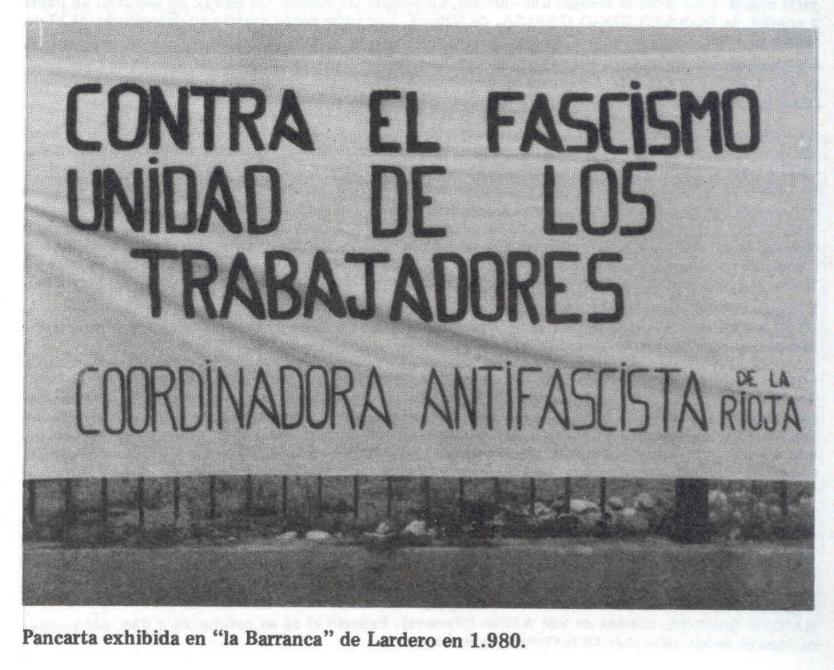 CONTRA EL FASCISMO
UNIDAD DE LOS
TRABAJADORES
COORDINADORA ANTIFASCISTA DE LA RIOJA
Pancarta exhibida en “la Barranca” de Lardero en 1.980.